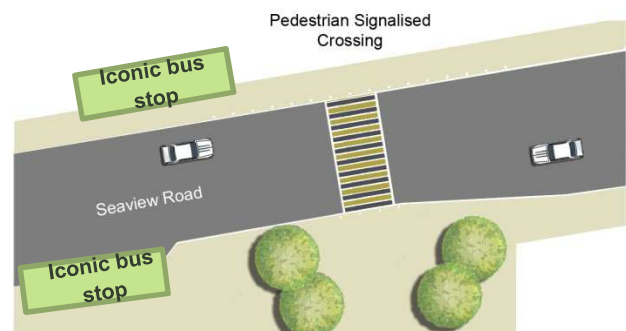 Pedestrian Signalised
Crossing
Iconic bus
stop
Seaview Road
Iconic bus
stop